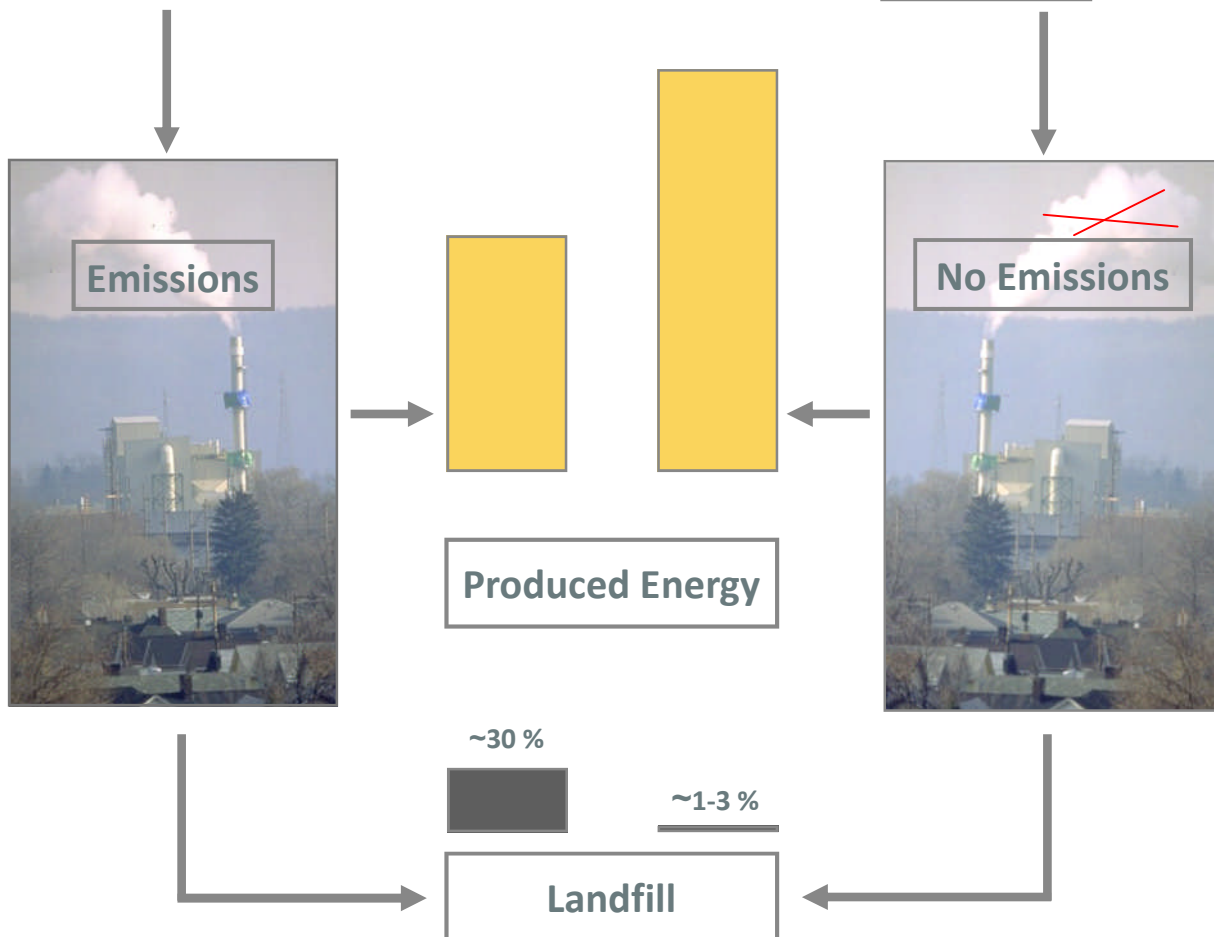 Emissions
No Emissions
Produced Energy
~30 %
~1-3 %
Landfill